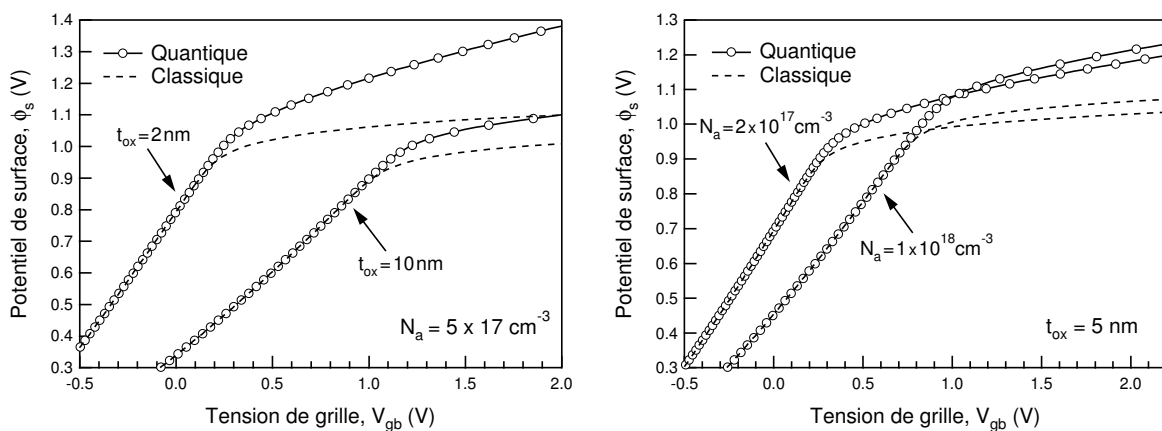 1.4
1.3
1.2
1.1
1.0
0.9
0.8
0.7
0.6
0.5
0.4
0.3
Potentiel de surface, ϕs (V)
Quantique
Classique
tox=2nm
tox=10nm
Na = 5 x 17 cm-3
-0.5 0.0 0.5 1.0 1.5 2.0
Tension de grille, Vgb (V)
1.3
1.2
1.1
1.0
0.9
0.8
0.7
0.6
0.5
0.4
0.3
Potentiel de surface, ϕs (V)
Quantique
Classique
Na=2x10^17cm-3
Na=1x10^18cm-3
tox = 5 nm
-0.5 0.0 0.5 1.0 1.5 2.0
Tension de grille, Vgb (V)